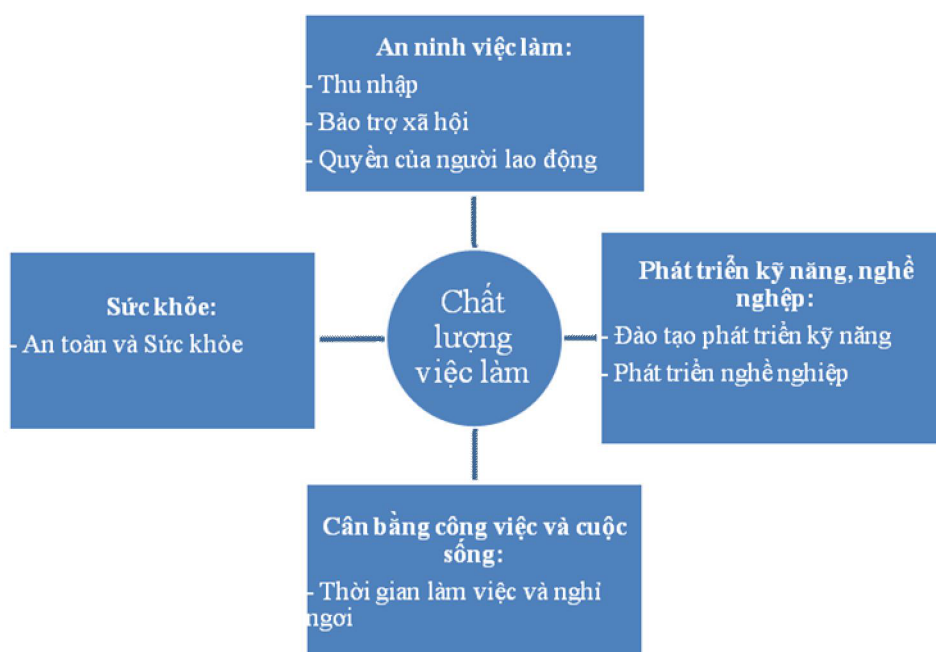 An ninh việc làm:
- Thu nhập
- Bảo trợ xã hội
- Quyền của người lao động
Sức khỏe:
- An toàn và Sức khỏe
Chất
lượng
việc làm
Phát triển kỹ năng, nghề
nghệp:
- Đào tạo phát triển kỹ năng
- Phát triển nghề nghiệp
Cân bằng công việc và cuộc
sống:
- Thời gian làm việc và nghỉ
ngơi